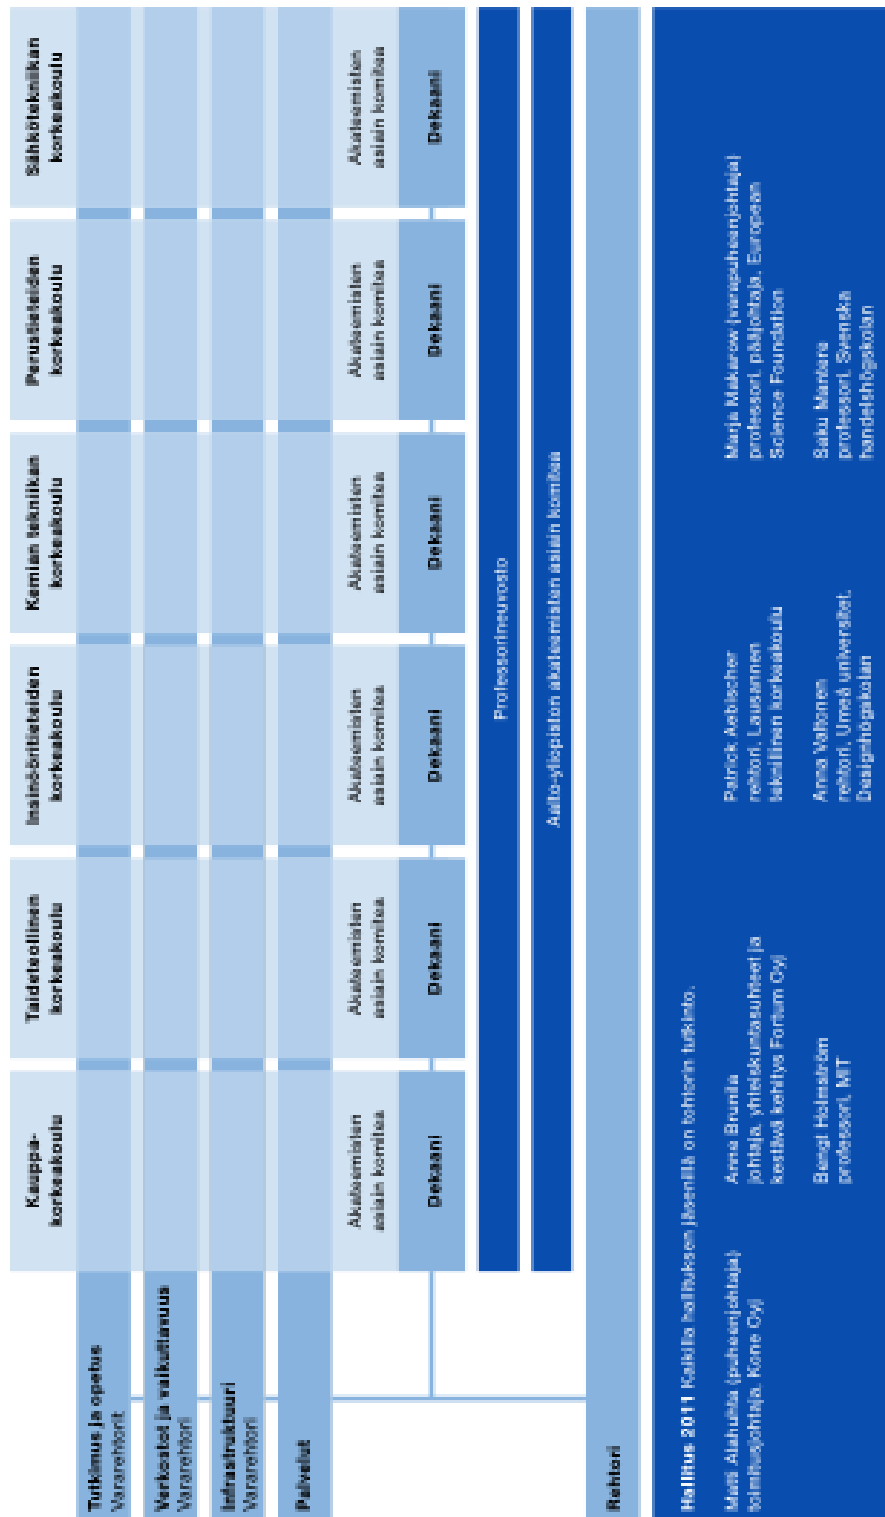 Kauppa-
korkeakoulu
Taideteollinen
korkeakoulu
Insinööritieteiden
korkeakoulu
Kemian tekniikan
korkeakoulu
Perustieteiden
korkeakoulu
Sähkötekniikan
korkeakoulu
Tutkimus ja opetus
Vararehtorit
Verkostot ja vaikuttavuus
Vararehtori
Infrastruktuuri
Vararehtori
Palvelut
Akateemisten
asiain komitea
Akateemisten
asiain komitea
Akateemisten
asiain komitea
Akateemisten
asiain komitea
Akateemisten
asiain komitea
Akateemisten
asiain komitea
Dekaani
Dekaani
Dekaani
Dekaani
Dekaani
Dekaani
Professorineuvosto
Aalto-yliopiston akateemisten asiain komitea
Rehtori
Hallitus 2011 Kaikilla hallituksen jäsenillä on tohtorin tutkinto.
Matti Alahuhta (puheenjohtaja)
toimitusjohtaja, Kone Oyj
Anne Brunila
johtaja, yhteiskuntasuhteet ja
kestävä kehitys Fortum Oyj
Bengt Holmström
professori, MIT
Patrick Aebischer
rehtori, Lausannen
teknillinen korkeakoulu
Anna Valtonen
rehtori, Umeå universitet,
Designhögskolan
Marja Makarow (varapuheenjohtaja)
professori, pääjohtaja, European
Science Foundation
Saku Mantere
professori, Svenska
handelshögskolan